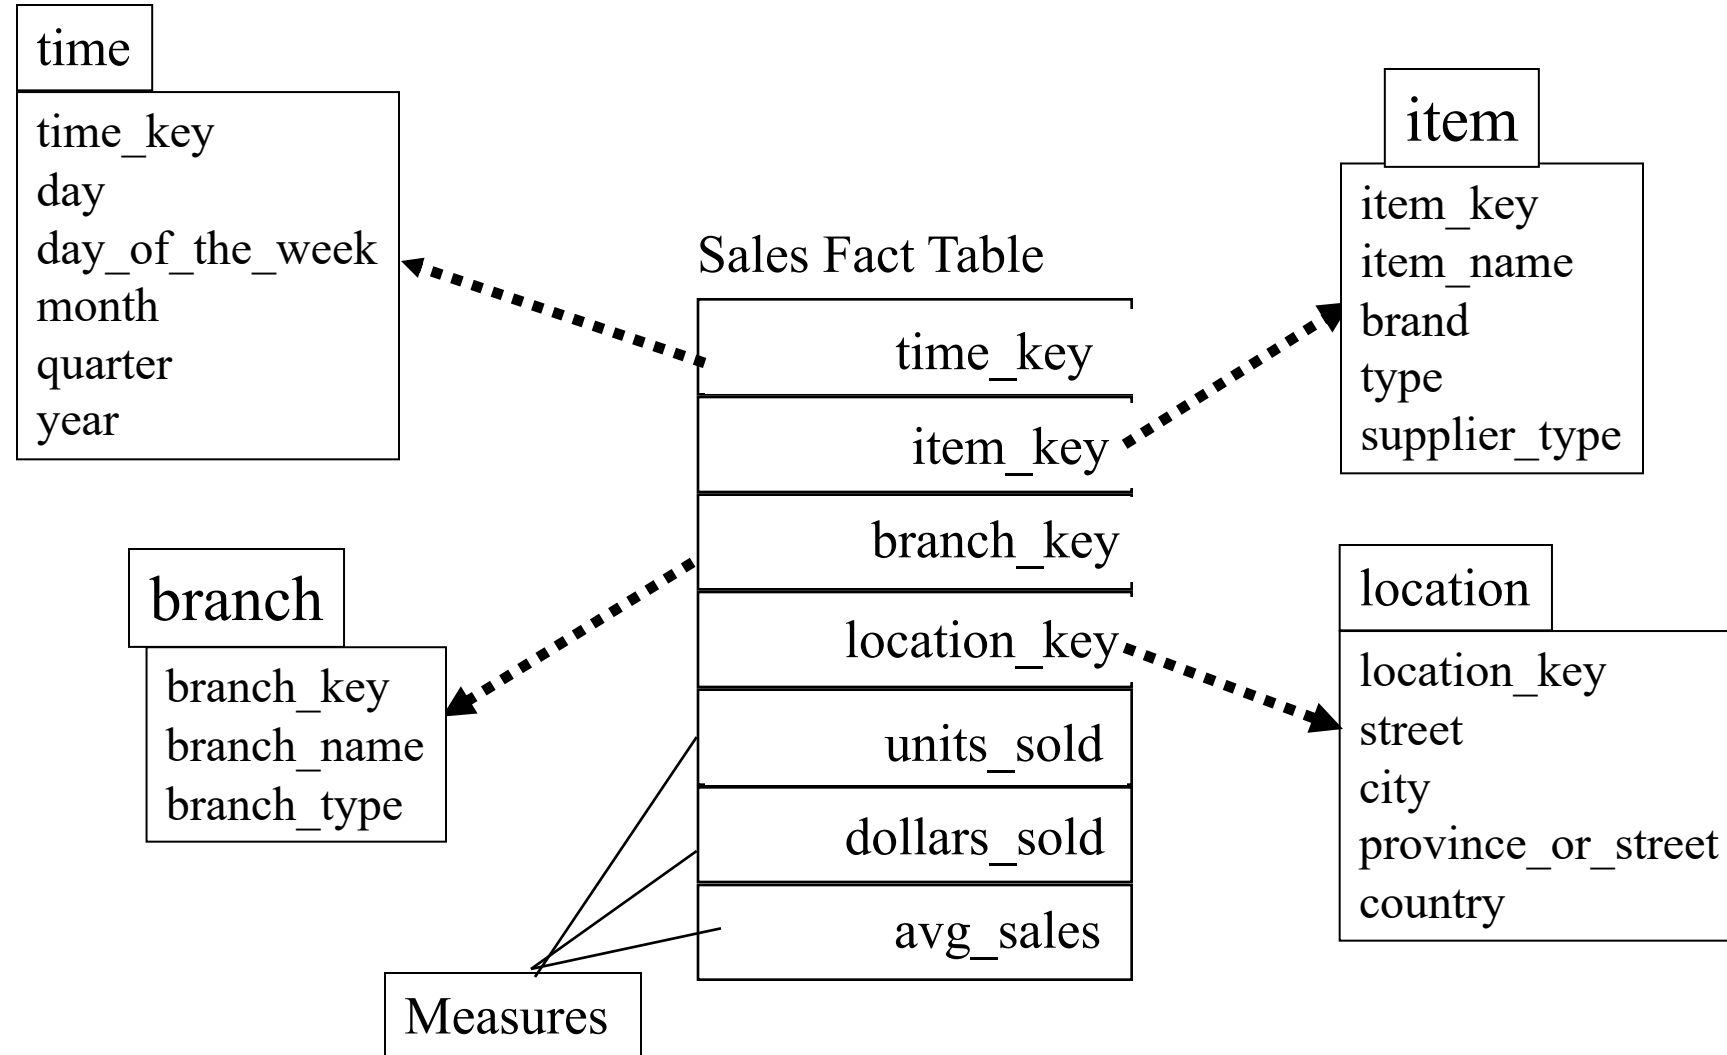 time
time_key
day
day_of_the_week
month
quarter
year
item
item_key
item_name
brand
type
supplier_type
Sales Fact Table
time_key
item_key
branch_key
location_key
units_sold
dollars_sold
avg_sales
branch
branch_key
branch_name
branch_type
location
location_key
street
city
province_or_street
country
Measures